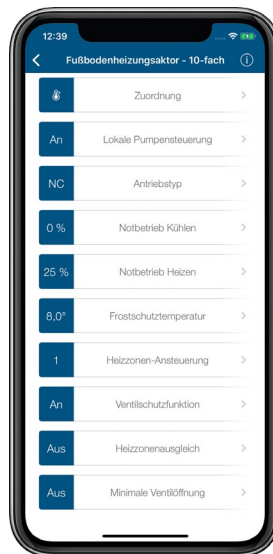 12:39
Fußbodenheizungsaktor - 10-fach
Zuordnung
An Lokale Pumpensteuerung
NC Antriebstyp
0 % Notbetrieb Kühlen
25 % Notbetrieb Heizen
8,0° Frostschutztemperatur
1 Heizzonen-Ansteuerung
An Ventilschutzfunktion
Aus Heizzonenausgleich
Aus Minimale Ventilöffnung